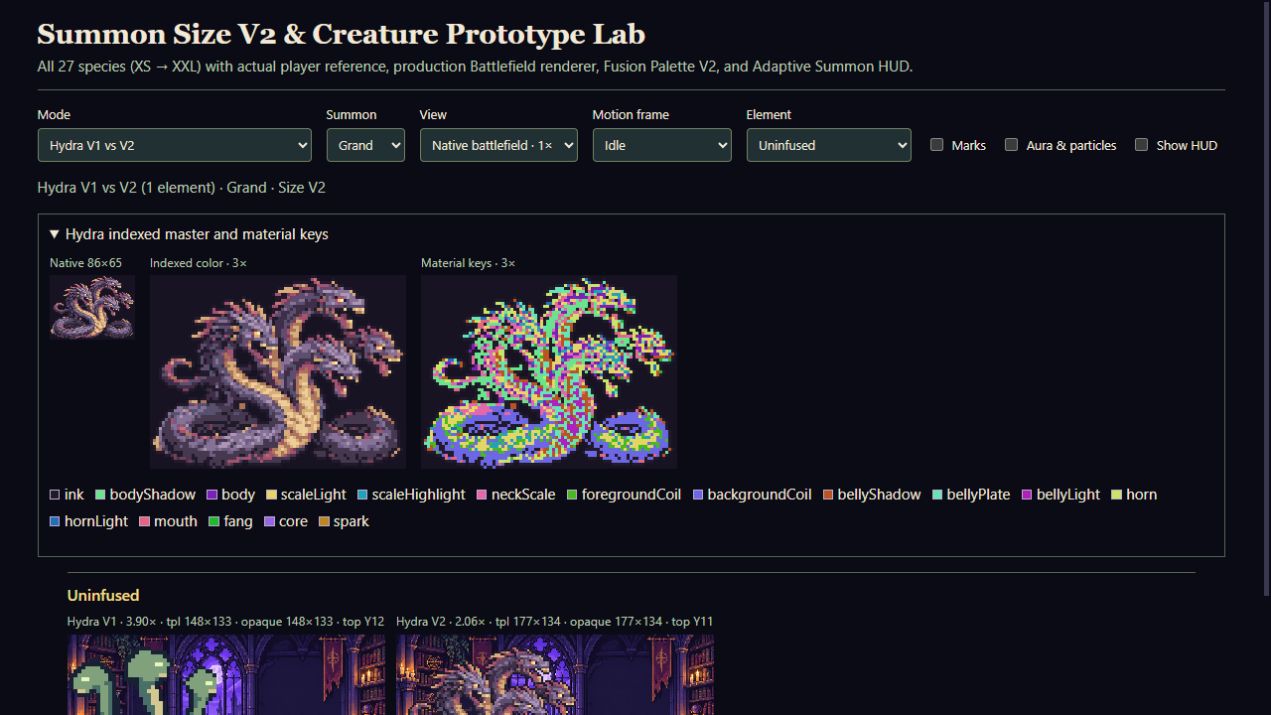 Summon Size V2 & Creature Prototype Lab
All 27 species (XS → XXL) with actual player reference, production Battlefield renderer, Fusion Palette V2, and Adaptive Summon HUD.
Mode Summon View Motion frame Element
Hydra V1 vs V2 Grand Native battlefield · 1× Idle Uninfused Marks Aura & particles Show HUD
Hydra V1 vs V2 (1 element) · Grand · Size V2
▼ Hydra indexed master and material keys
Native 86×65 Indexed color · 3× Material keys · 3×
ink bodyShadow body scaleLight scaleHighlight neckScale foregroundCoil backgroundCoil bellyShadow bellyPlate bellyLight horn
hornLight mouth fang core spark
Uninfused
Hydra V1 · 3.90× · tpl 148×133 · opaque 148×133 · top Y12 Hydra V2 · 2.06× · tpl 177×134 · opaque 177×134 · top Y11